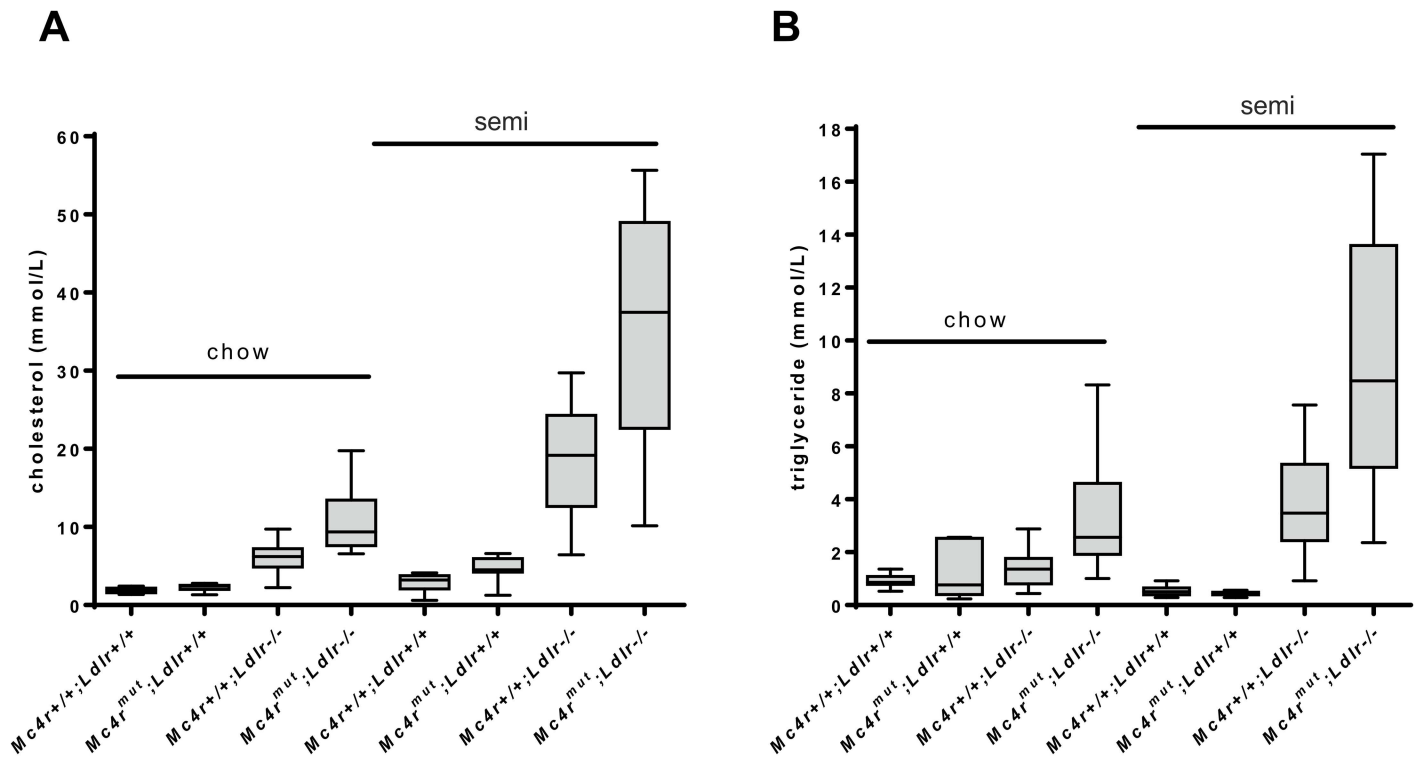 A
semi
60
50
40
30
20
10
0
cholesterol (mmol/L)
chow
Mc4r+/+;Ldlr+/+
Mc4rmut;Ldlr+/+
Mc4r+/+;Ldlr-/-
Mc4rmut;Ldlr-/-
Mc4r+/+;Ldlr+/+
Mc4rmut;Ldlr+/+
Mc4r+/+;Ldlr-/-
Mc4rmut;Ldlr-/-
B
semi
18
16
14
12
10
8
6
4
2
0
triglyceride (mmol/L)
chow
Mc4r+/+;Ldlr+/+
Mc4rmut;Ldlr+/+
Mc4r+/+;Ldlr-/-
Mc4rmut;Ldlr-/-
Mc4r+/+;Ldlr+/+
Mc4rmut;Ldlr+/+
Mc4r+/+;Ldlr-/-
Mc4rmut;Ldlr-/-